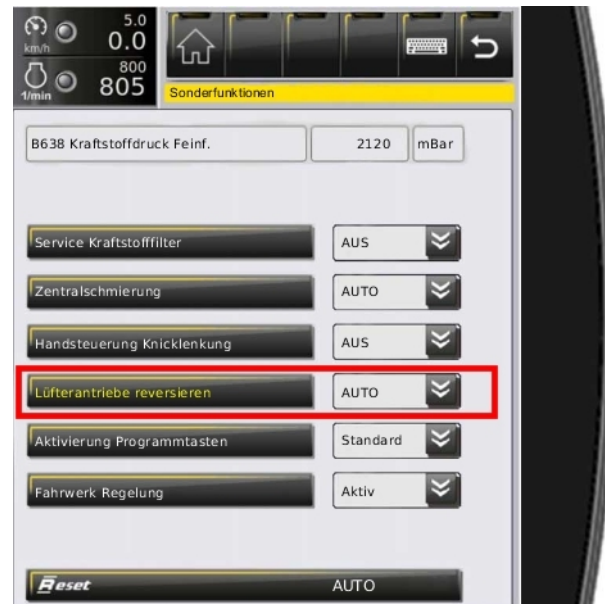 5.0
km/h 0.0
800
1/min 805
Sonderfunktionen
B638 Kraftstoffdruck Feinf. 2120 mBar
Service Kraftstofffilter AUS
Zentralschmierung AUTO
Handsteuerung Knicklenkung AUS
Lüfterantriebe reversieren AUTO
Aktivierung Programmtasten Standard
Fahrwerk Regelung Aktiv
Reset AUTO